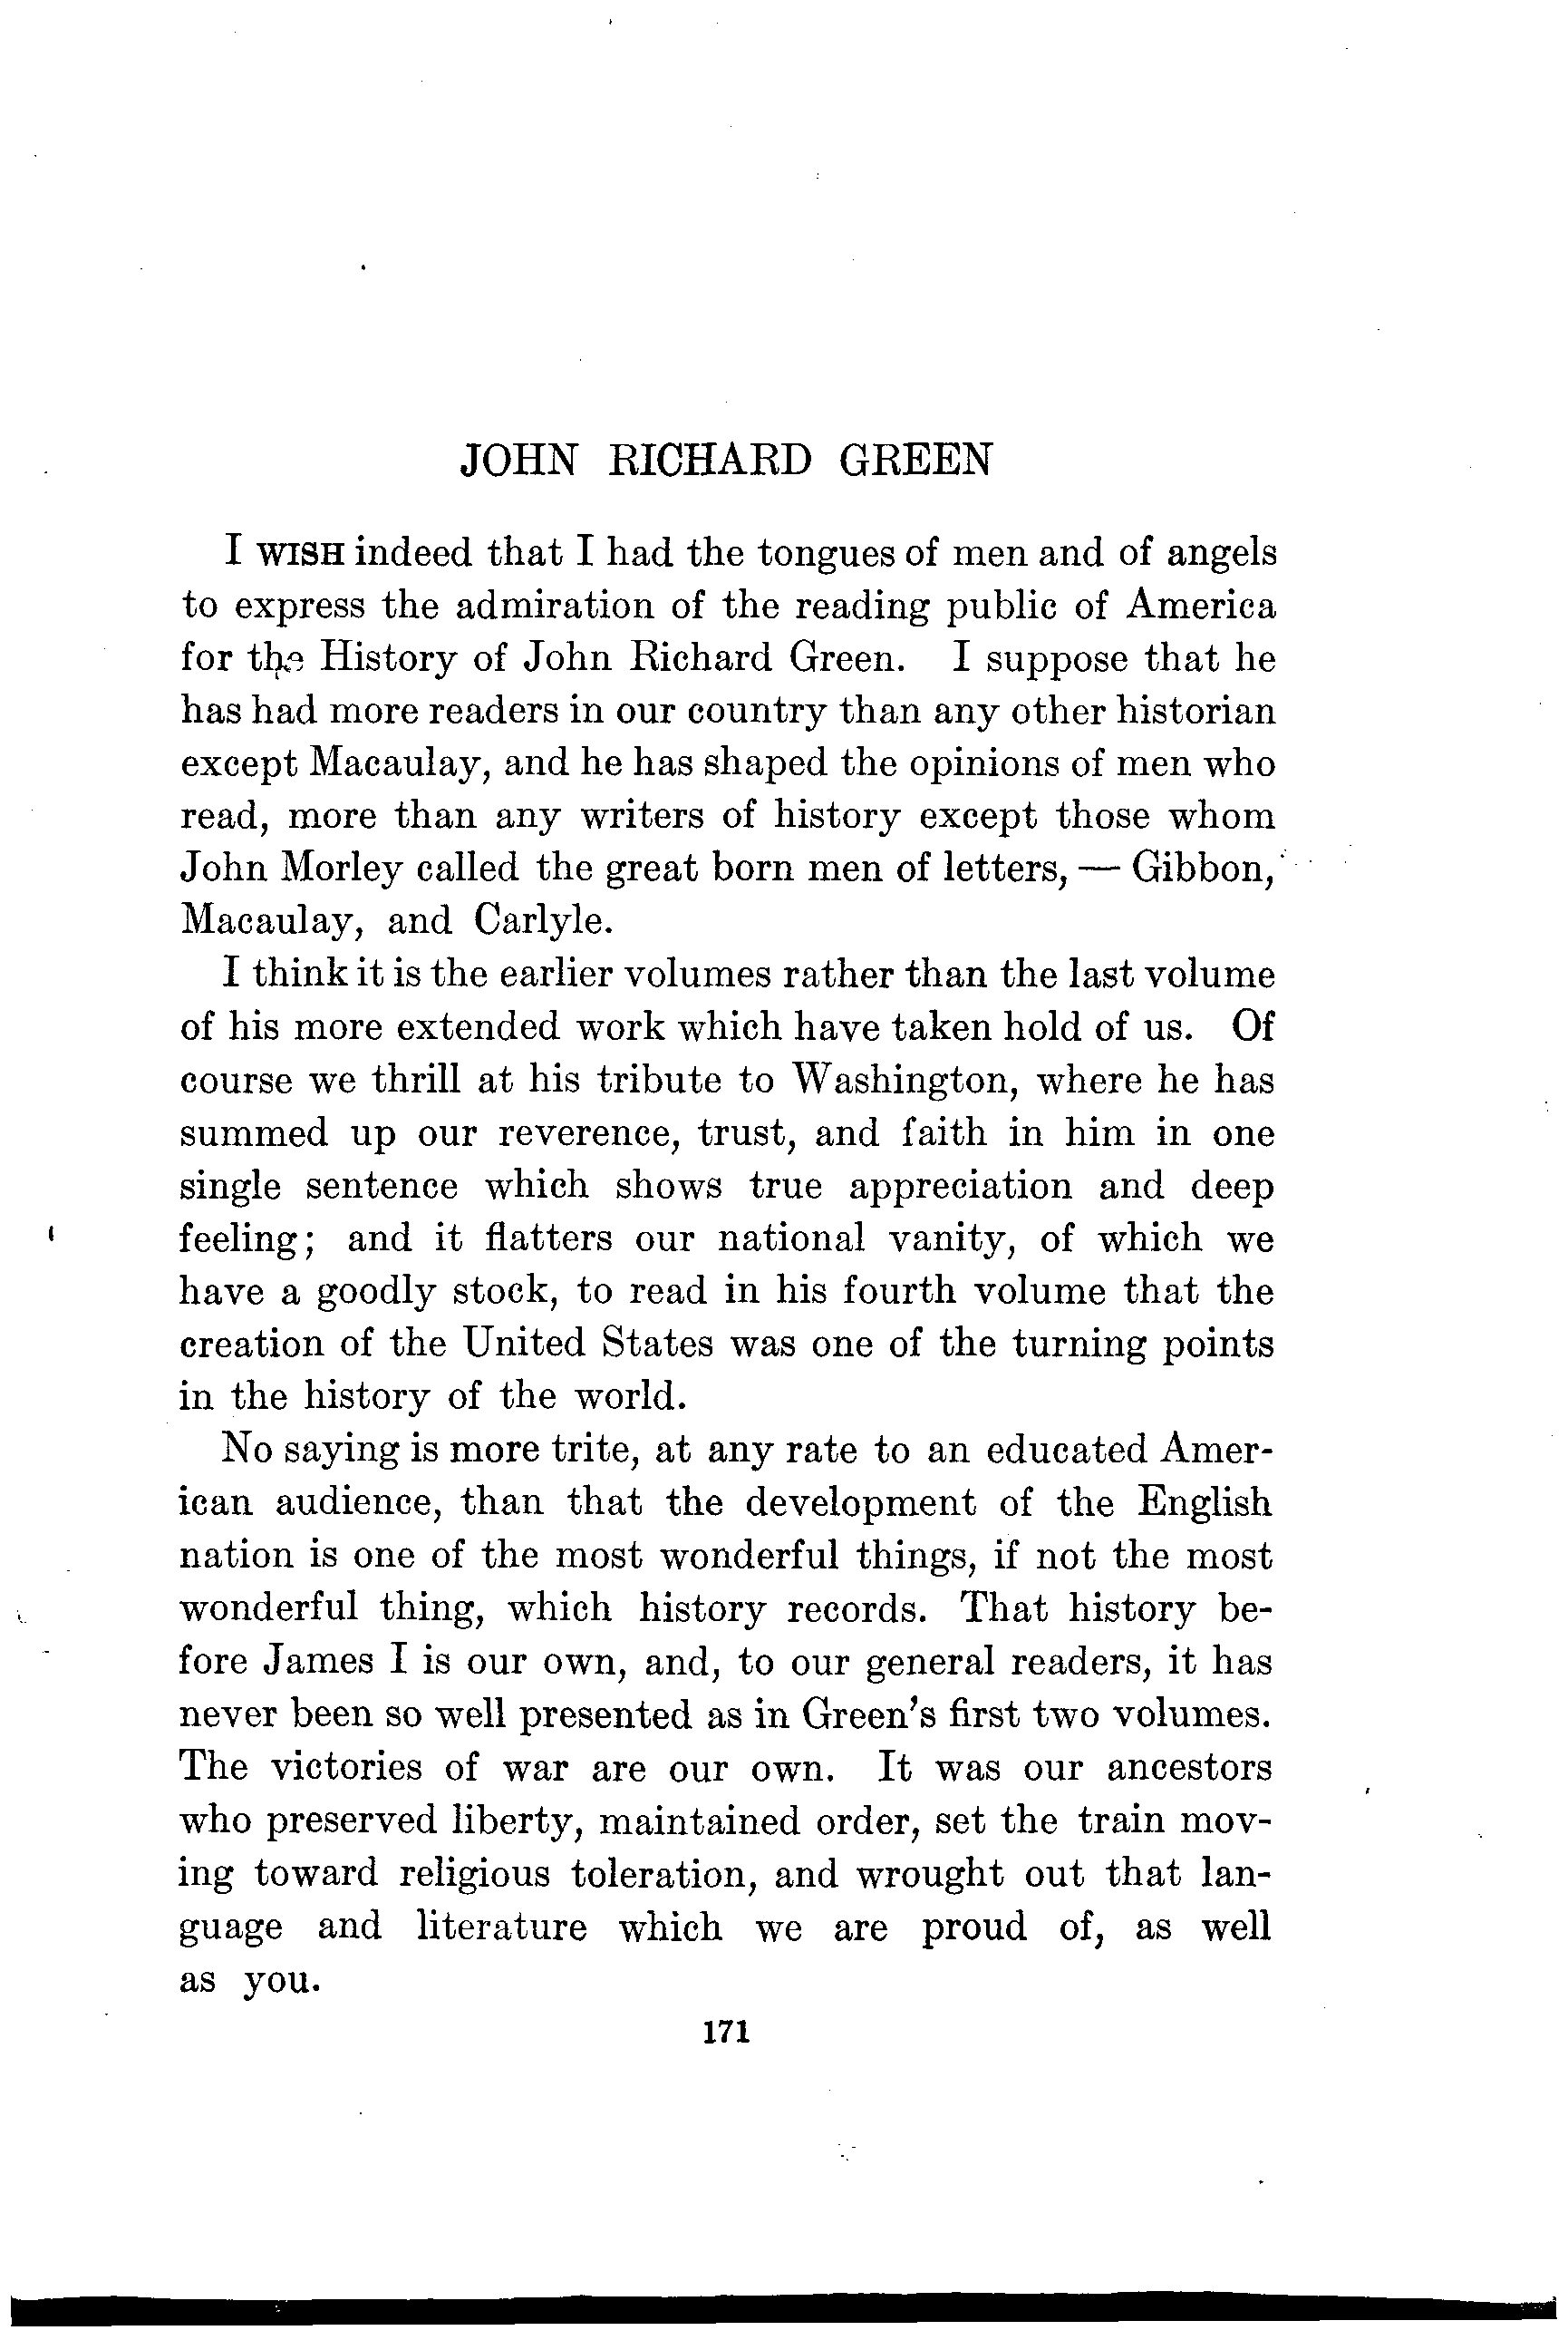 JOHN RICHARD GREEN
I WISH indeed that I had the tongues of men and of angels
to express the admiration of the reading public of America
for the History of John Richard Green. I suppose that he
has had more readers in our country than any other historian
except Macaulay, and he has shaped the opinions of men who
read, more than any writers of history except those whom
John Morley called the great born men of letters, — Gibbon,
Macaulay, and Carlyle.
I think it is the earlier volumes rather than the last volume
of his more extended work which have taken hold of us. Of
course we thrill at his tribute to Washington, where he has
summed up our reverence, trust, and faith in him in one
single sentence which shows true appreciation and deep
feeling; and it flatters our national vanity, of which we
have a goodly stock, to read in his fourth volume that the
creation of the United States was one of the turning points
in the history of the world.
No saying is more trite, at any rate to an educated Amer-
ican audience, than that the development of the English
nation is one of the most wonderful things, if not the most
wonderful thing, which history records. That history be-
fore James I is our own, and, to our general readers, it has
never been so well presented as in Green's first two volumes.
The victories of war are our own. It was our ancestors
who preserved liberty, maintained order, set the train mov-
ing toward religious toleration, and wrought out that lan-
guage and literature which we are proud of, as well
as you.
171